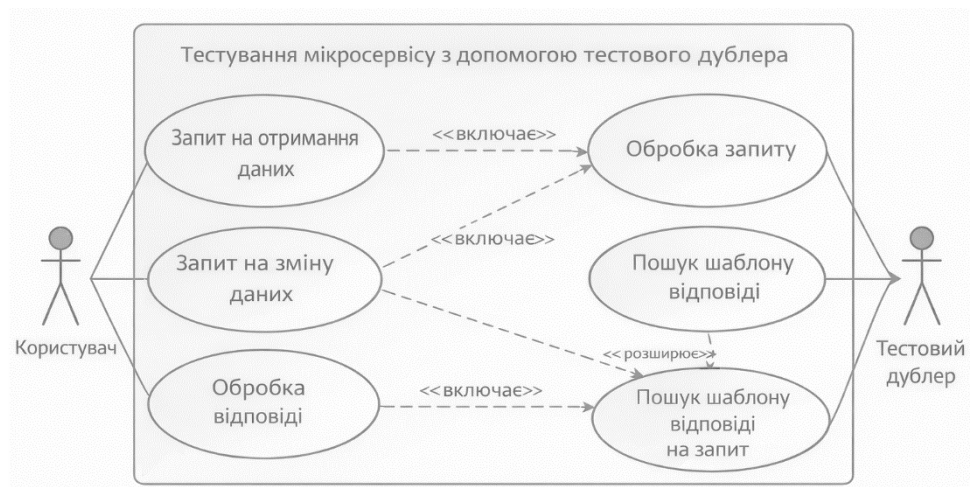 Тестування мікросервісу з допомогою тестового дублера
Запит на отримання
даних
<<включає>>
Обробка запиту
Запит на зміну
даних
<<включає>>
Пошук шаблону
відповіді
Користувач
<< розширює>>
Тестовий
дублер
Обробка
відповіді
<<включає>>
Пошук шаблону
відповіді
на запит